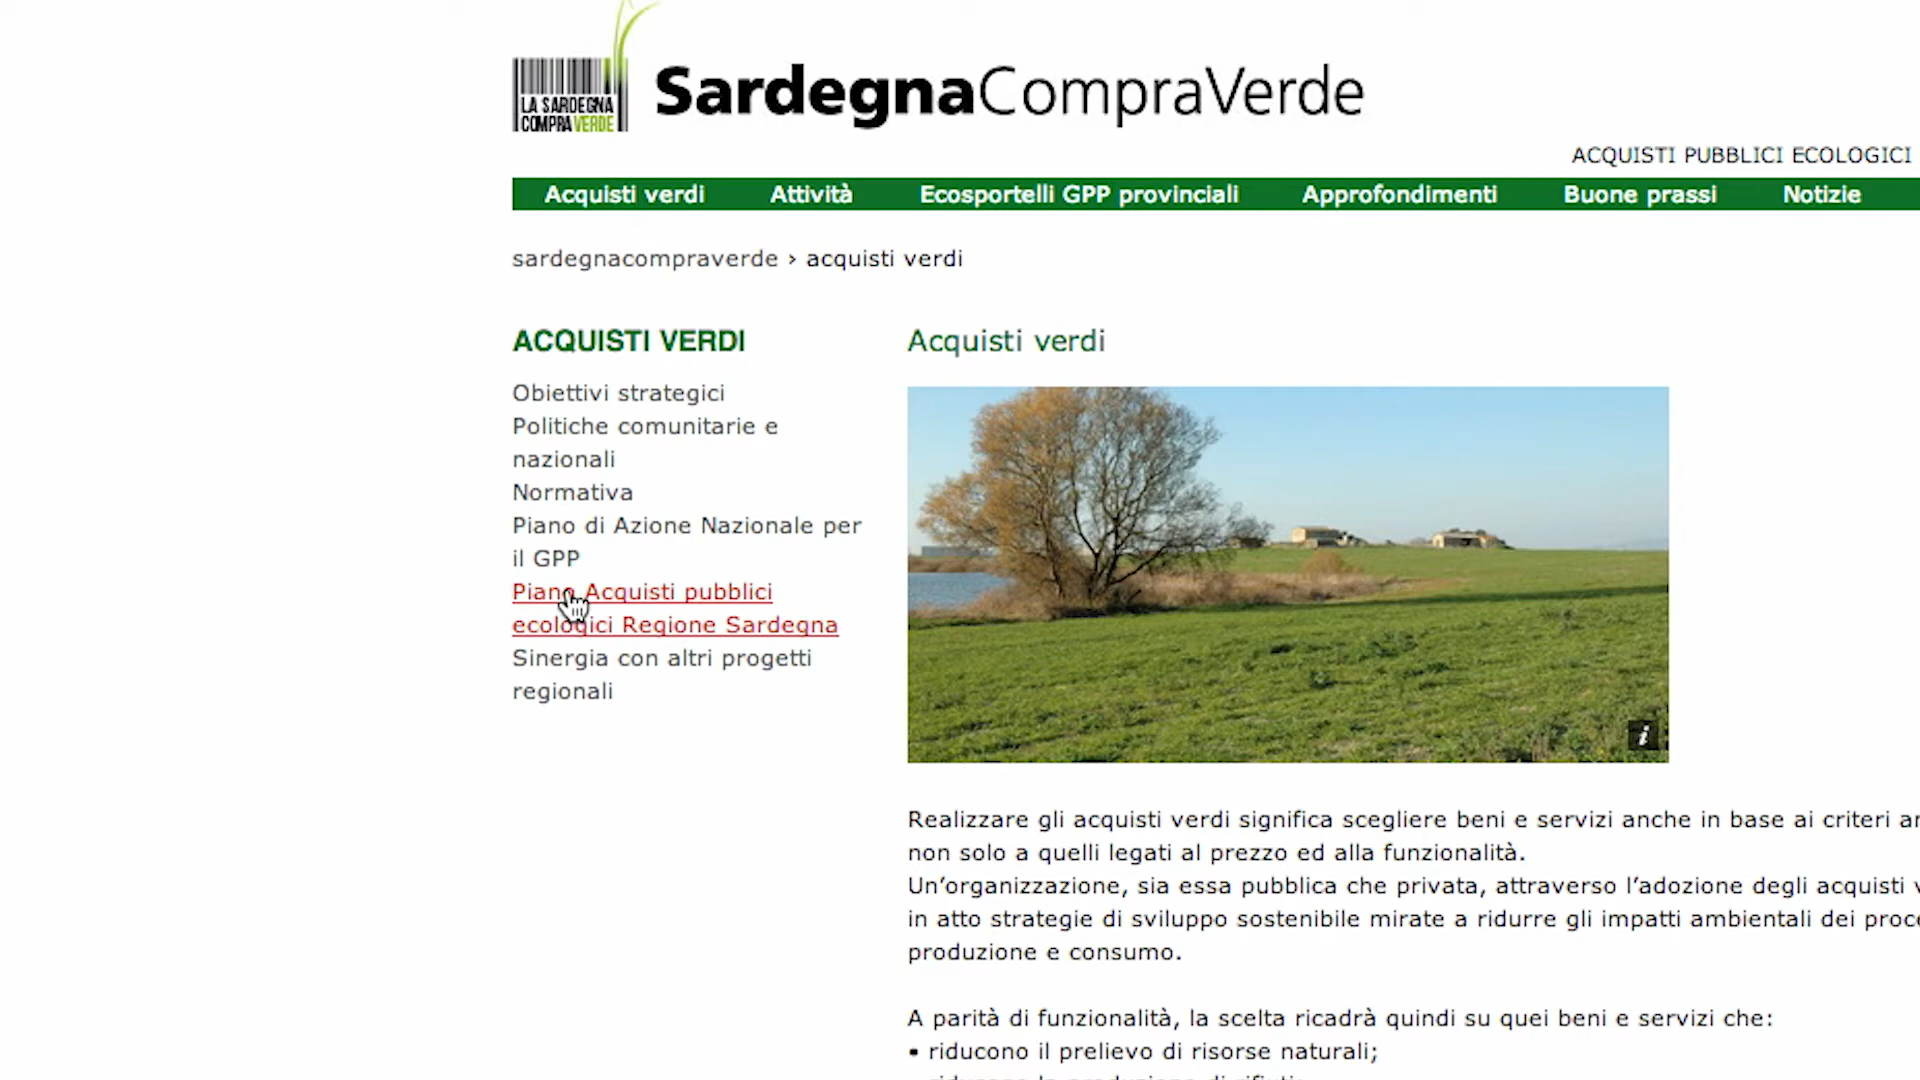 LA SARDEGNA
COMPRA VERDE
SardegnaCompraVerde
ACQUISTI PUBBLICI ECOLOGICI
Acquisti verdi Attività Ecosportelli GPP provinciali Approfondimenti Buone prassi Notizie
sardegnacompraverde › acquisti verdi
ACQUISTI VERDI
Obiettivi strategici
Politiche comunitarie e
nazionali
Normativa
Piano di Azione Nazionale per
il GPP
Piano Acquisti pubblici
ecologici Regione Sardegna
Sinergia con altri progetti
regionali
Acquisti verdi
i
Realizzare gli acquisti verdi significa scegliere beni e servizi anche in base ai criteri
non solo a quelli legati al prezzo ed alla funzionalità.
Un’organizzazione, sia essa pubblica che privata, attraverso l’adozione degli acquisti
in atto strategie di sviluppo sostenibile mirate a ridurre gli impatti ambientali dei
produzione e consumo.
A parità di funzionalità, la scelta ricadrà quindi su quei beni e servizi che:
▪ riducono il prelievo di risorse naturali;